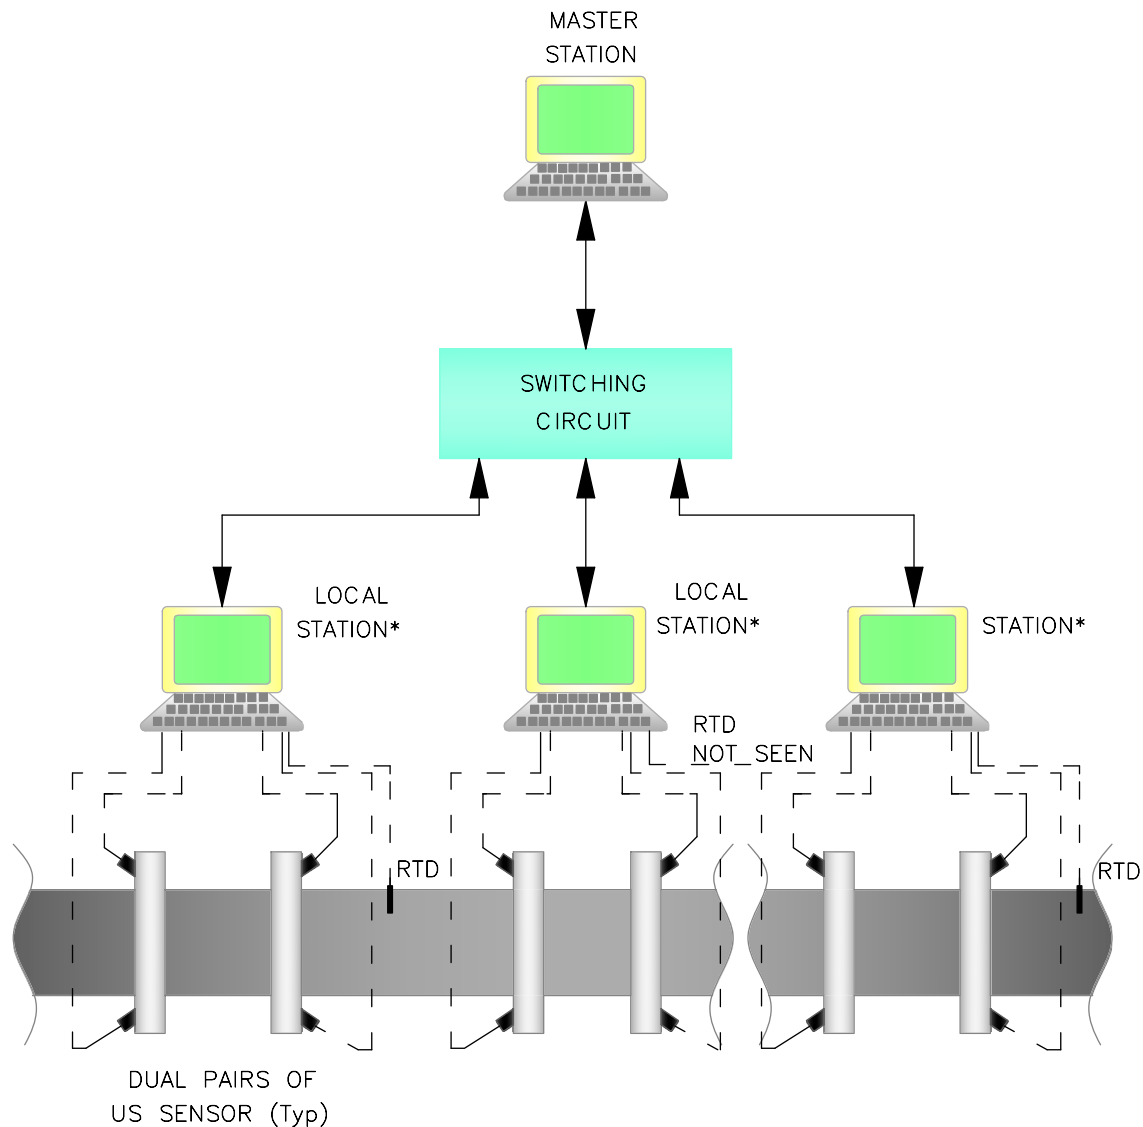 MASTER
STATION
SWITCHING
CIRCUIT
LOCAL
STATION*
LOCAL
STATION*
STATION*
RTD
NOT_SEEN
RTD
RTD
DUAL PAIRS OF
US SENSOR (Typ)